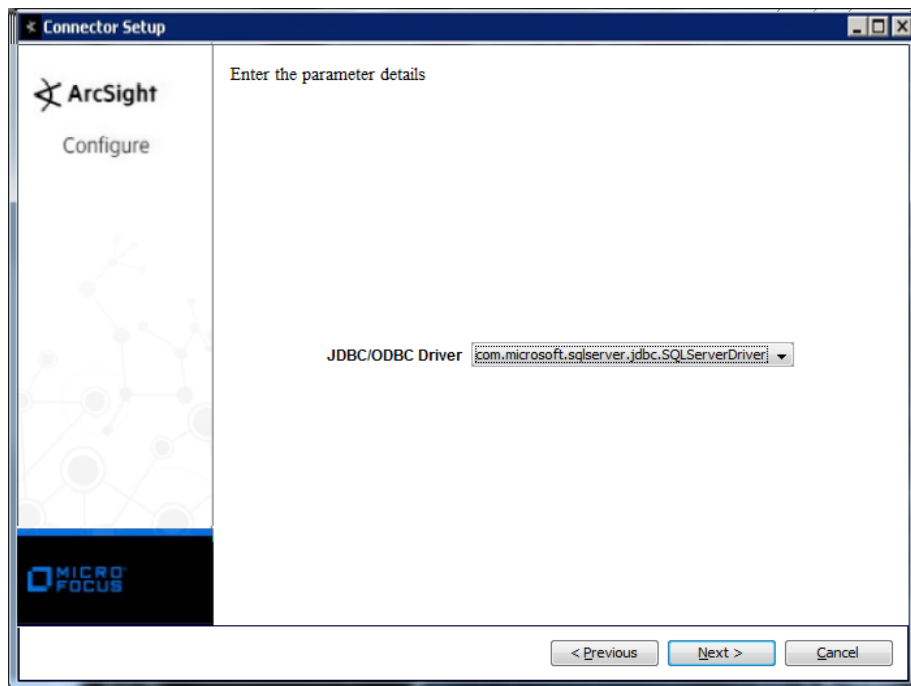 Connector Setup
ArcSight
Configure
Enter the parameter details
JDBC/ODBC Driver com.microsoft.sqlserver.jdbc.SQLServerDriver
MICRO
FOCUS
< Previous Next > Cancel